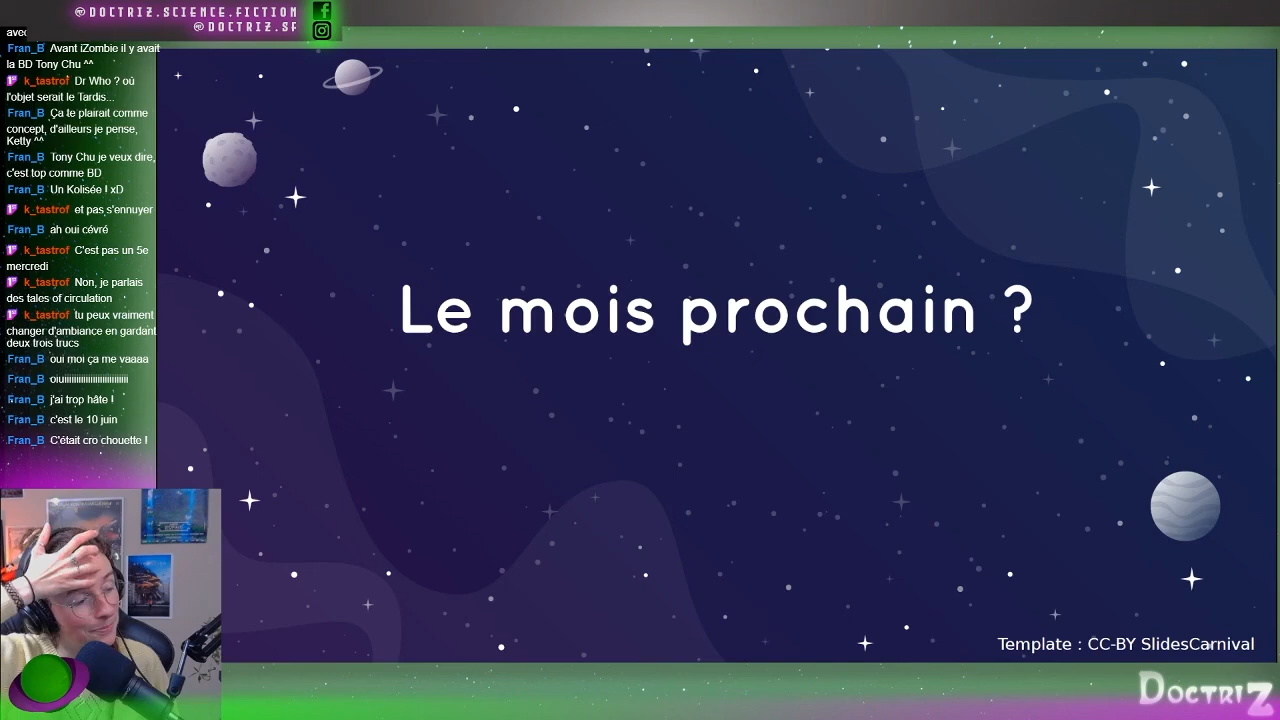 @DOCTRIZ.SCIENCE.FICTION
@DOCTRIZ.SF
avec
Fran_B Avant iZombie il y avait
la BD Tony Chu ^^
k_tastrof Dr Who ? où
l'objet serait le Tardis...
Fran_B Ça te plairait comme
concept, d'ailleurs je pense,
Ketty ^^
Fran_B Tony Chu je veux dire,
c'est top comme BD
Fran_B Un Kolisée ! xD
k_tastrof et pas s'ennuyer
Fran_B ah oui cévré
k_tastrof C'est pas un 5e
mercredi
k_tastrof Non, je parlais
des tales of circulation
k_tastrof tu peux vraiment
changer d'ambiance en gardant
deux trois trucs
Fran_B oui moi ça me vaaaa
Fran_B oiuiiiiiiiiiiiiiiiiiiiiiiiiii
Fran_B j'ai trop hâte !
Fran_B c'est le 10 juin
Fran_B C'était cro chouette !
Le mois prochain ?
Template : CC-BY SlidesCarnival
DOCTRIZ